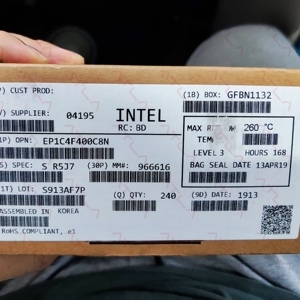 P) CUST PROD:
(1B) BOX: GFBN1132
V) SUPPLIER: 04195
INTEL
RC: BD
1P) OPN: EP1C4F400C8N
MAX 260 °C
TEM
LEVEL 3 HOURS 168
BAG SEAL DATE 13APR19
S) SPEC: S R5J7
(30P) MM#: 966616
1T) LOT: S913AF7P
(Q) QTY: 240
(9D) DATE: 1913
ASSEMBLED IN KOREA
RoHS COMPLIANT, e1